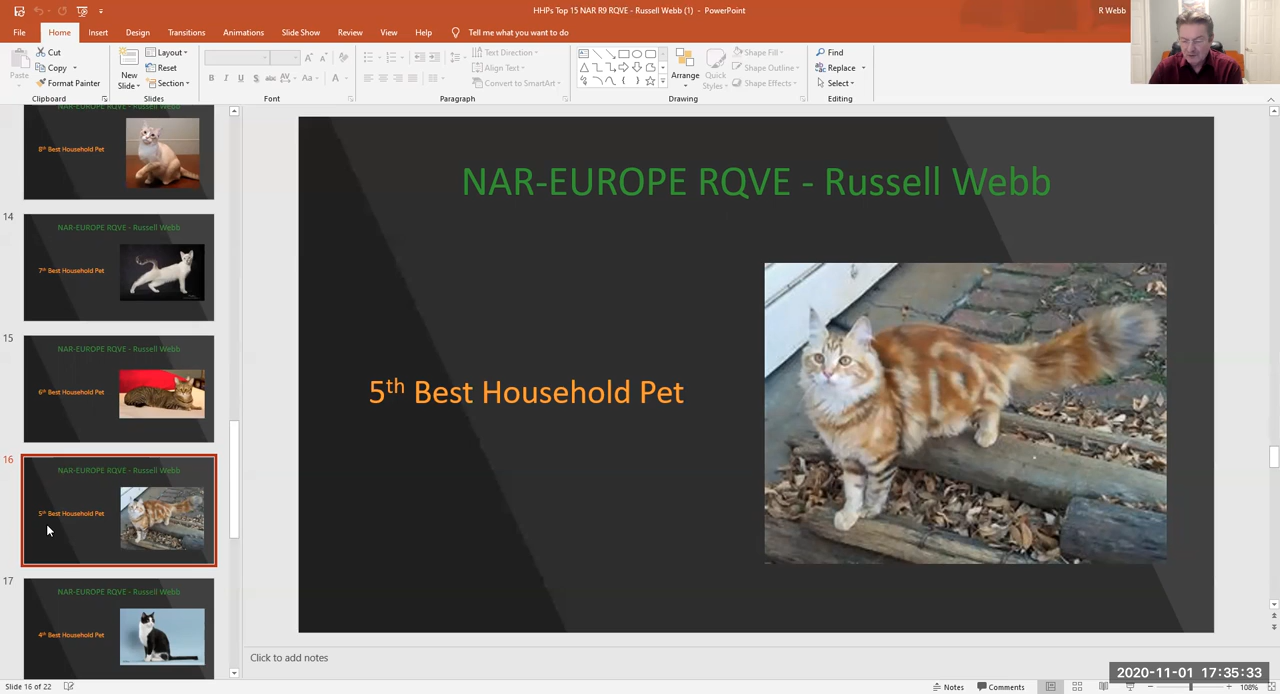 HHPs Top 15 NAR R9 RQVE - Russell Webb (1) - PowerPoint
R Webb
File Home Insert Design Transitions Animations Slide Show Review View Help Tell me what you want to do
Paste
Cut
Copy
Format Painter
Clipboard
New Slide
Layout
Reset
Section
Slides
Font
Text Direction
Align Text
Convert to SmartArt
Paragraph
Arrange
Quick Styles
Shape Fill
Shape Outline
Shape Effects
Drawing
Find
Replace
Select
Editing
NAR-EUROPE RQVE - Russell Webb
8th Best Household Pet
14
NAR-EUROPE RQVE - Russell Webb
7th Best Household Pet
15
NAR-EUROPE RQVE - Russell Webb
6th Best Household Pet
16
NAR-EUROPE RQVE - Russell Webb
5th Best Household Pet
17
NAR-EUROPE RQVE - Russell Webb
4th Best Household Pet
NAR-EUROPE RQVE - Russell Webb
5th Best Household Pet
Click to add notes
2020-11-01 17:35:33
Slide 16 of 22
Notes
Comments
108%